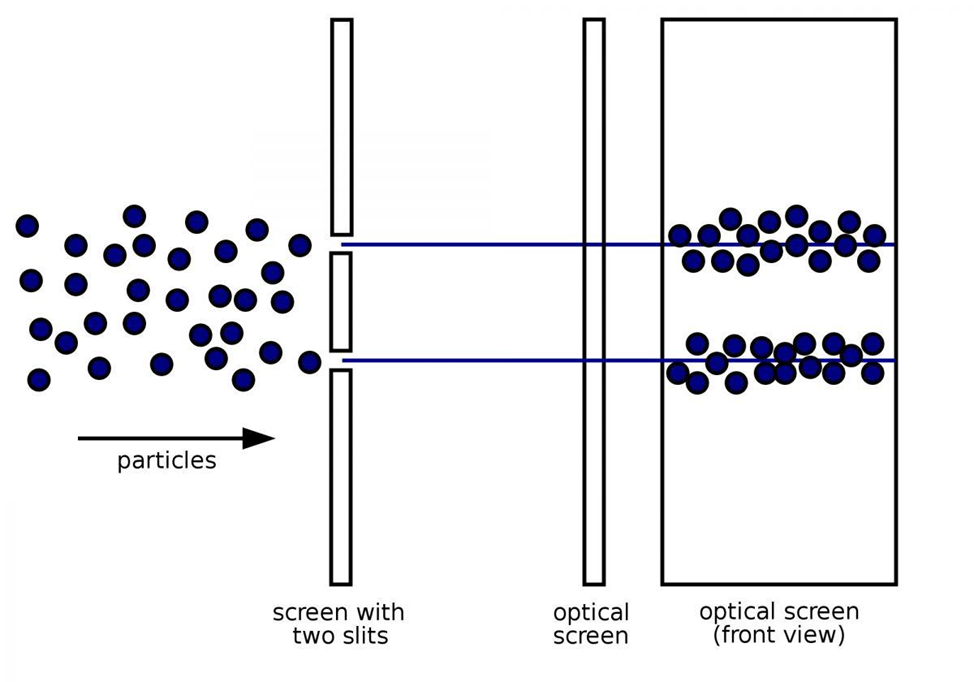 particles
screen with
two slits
optical
screen
optical screen
(front view)